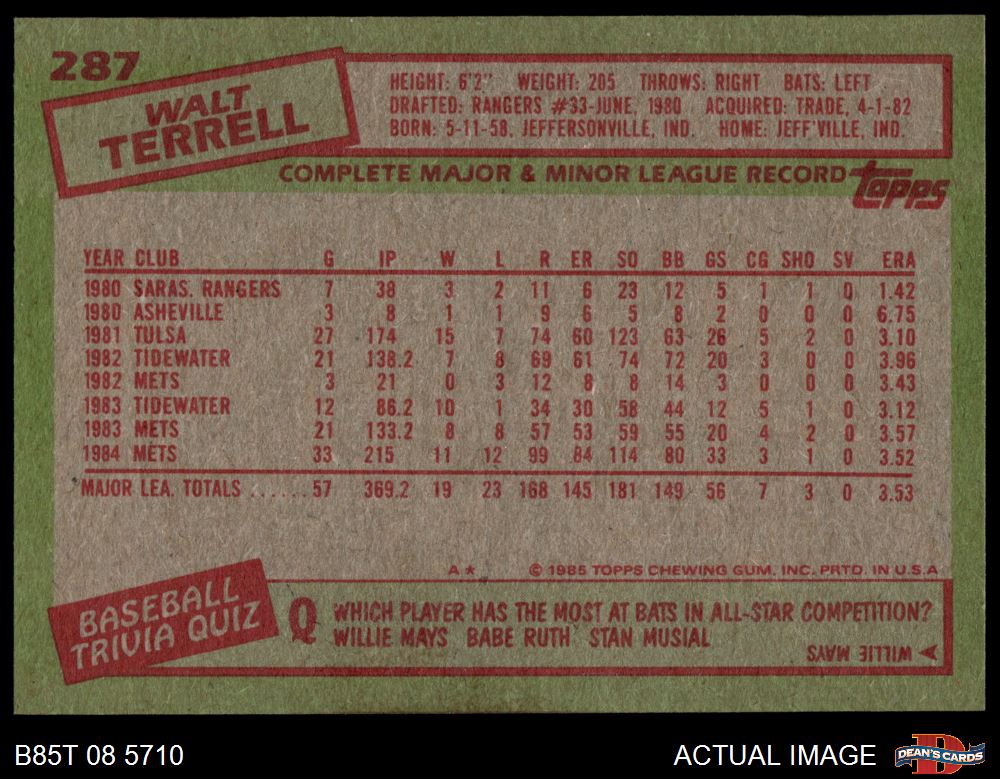 287
WALT
TERRELL
HEIGHT: 6'2" WEIGHT: 205 THROWS: RIGHT BATS: LEFT
DRAFTED: RANGERS #33-JUNE, 1980 ACQUIRED: TRADE, 4-1-82
BORN: 5-11-58, JEFFERSONVILLE, IND. HOME: JEFF'VILLE, IND.
COMPLETE MAJOR & MINOR LEAGUE RECORD topps
YEAR CLUB G IP W L R ER SO BB GS CG SHO SV ERA
1980 SARAS. RANGERS 7 38 3 2 11 6 23 12 5 1 1 0 1.42
1980 ASHEVILLE 3 8 1 1 9 6 5 8 2 0 0 0 6.75
1981 TULSA 27 174 15 7 74 60 123 63 26 5 2 0 3.10
1982 TIDEWATER 21 138.2 7 8 69 61 74 72 20 3 0 0 3.96
1982 METS 3 21 0 3 12 8 8 14 3 0 0 0 3.43
1983 TIDEWATER 12 86.2 10 1 34 30 58 44 12 5 1 0 3.12
1983 METS 21 133.2 8 8 57 53 59 55 20 4 2 0 3.57
1984 METS 33 215 11 12 99 84 114 80 33 3 1 0 3.52
MAJOR LEA. TOTALS ...... 57 369.2 19 23 168 145 181 149 56 7 3 0 3.53
A * © 1985 TOPPS CHEWING GUM, INC. PRTD. IN U.S.A
BASEBALL
TRIVIA QUIZ
Q WHICH PLAYER HAS THE MOST AT BATS IN ALL-STAR COMPETITION?
WILLIE MAYS BABE RUTH STAN MUSIAL
WILLIE MAYS
B85T 08 5710 ACTUAL IMAGE D DEAN'S CARDS